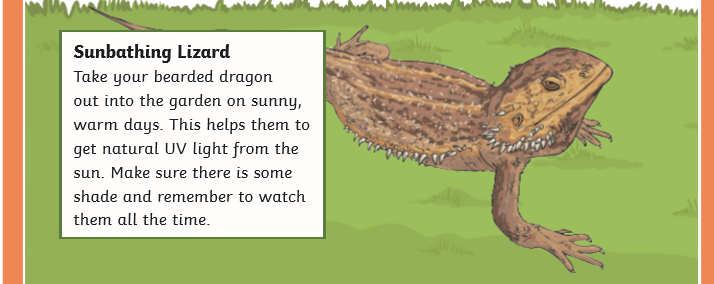 Sunbathing Lizard
Take your bearded dragon
out into the garden on sunny,
warm days. This helps them to
get natural UV light from the
sun. Make sure there is some
shade and remember to watch
them all the time.